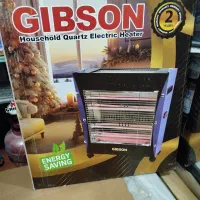 GIBSON
Household Quartz Electric Heater
2
GIBSON
ENERGY
SAVING